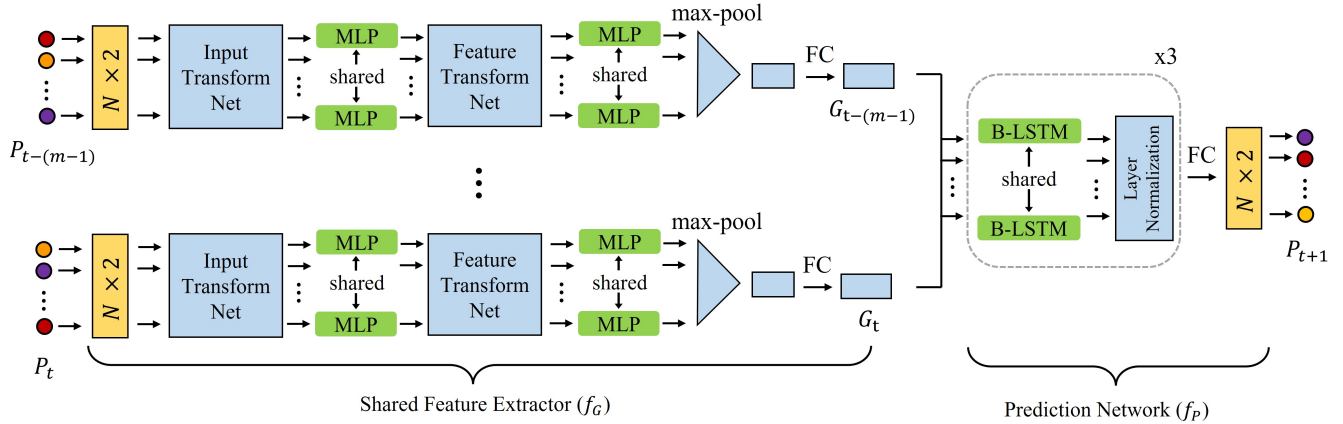 max-pool
N × 2
Input
Transform
Net
MLP
shared
MLP
Feature
Transform
Net
MLP
shared
MLP
FC
G_{t-(m-1)}
P_{t-(m-1)}
x3
B-LSTM
shared
B-LSTM
Layer
Normalization
FC
N × 2
P_{t+1}
max-pool
N × 2
Input
Transform
Net
MLP
shared
MLP
Feature
Transform
Net
MLP
shared
MLP
FC
G_t
P_t
Shared Feature Extractor (f_G)
Prediction Network (f_P)